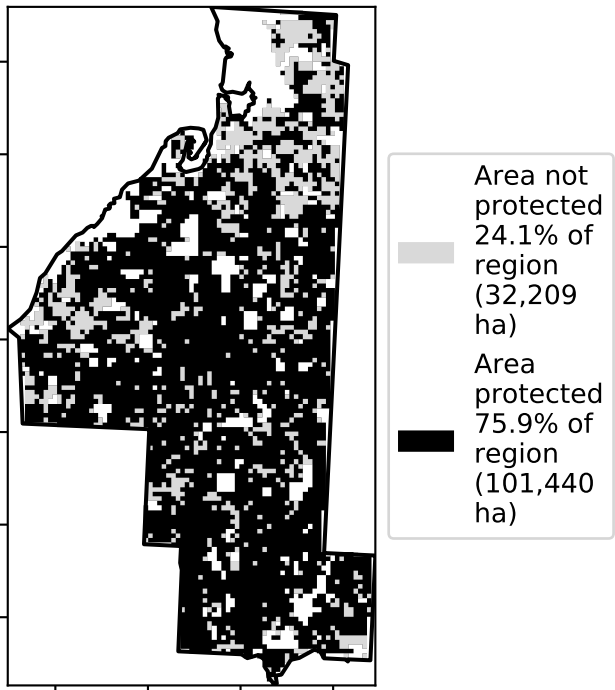 Area not
protected
24.1% of
region
(32,209
ha)
Area
protected
75.9% of
region
(101,440
ha)